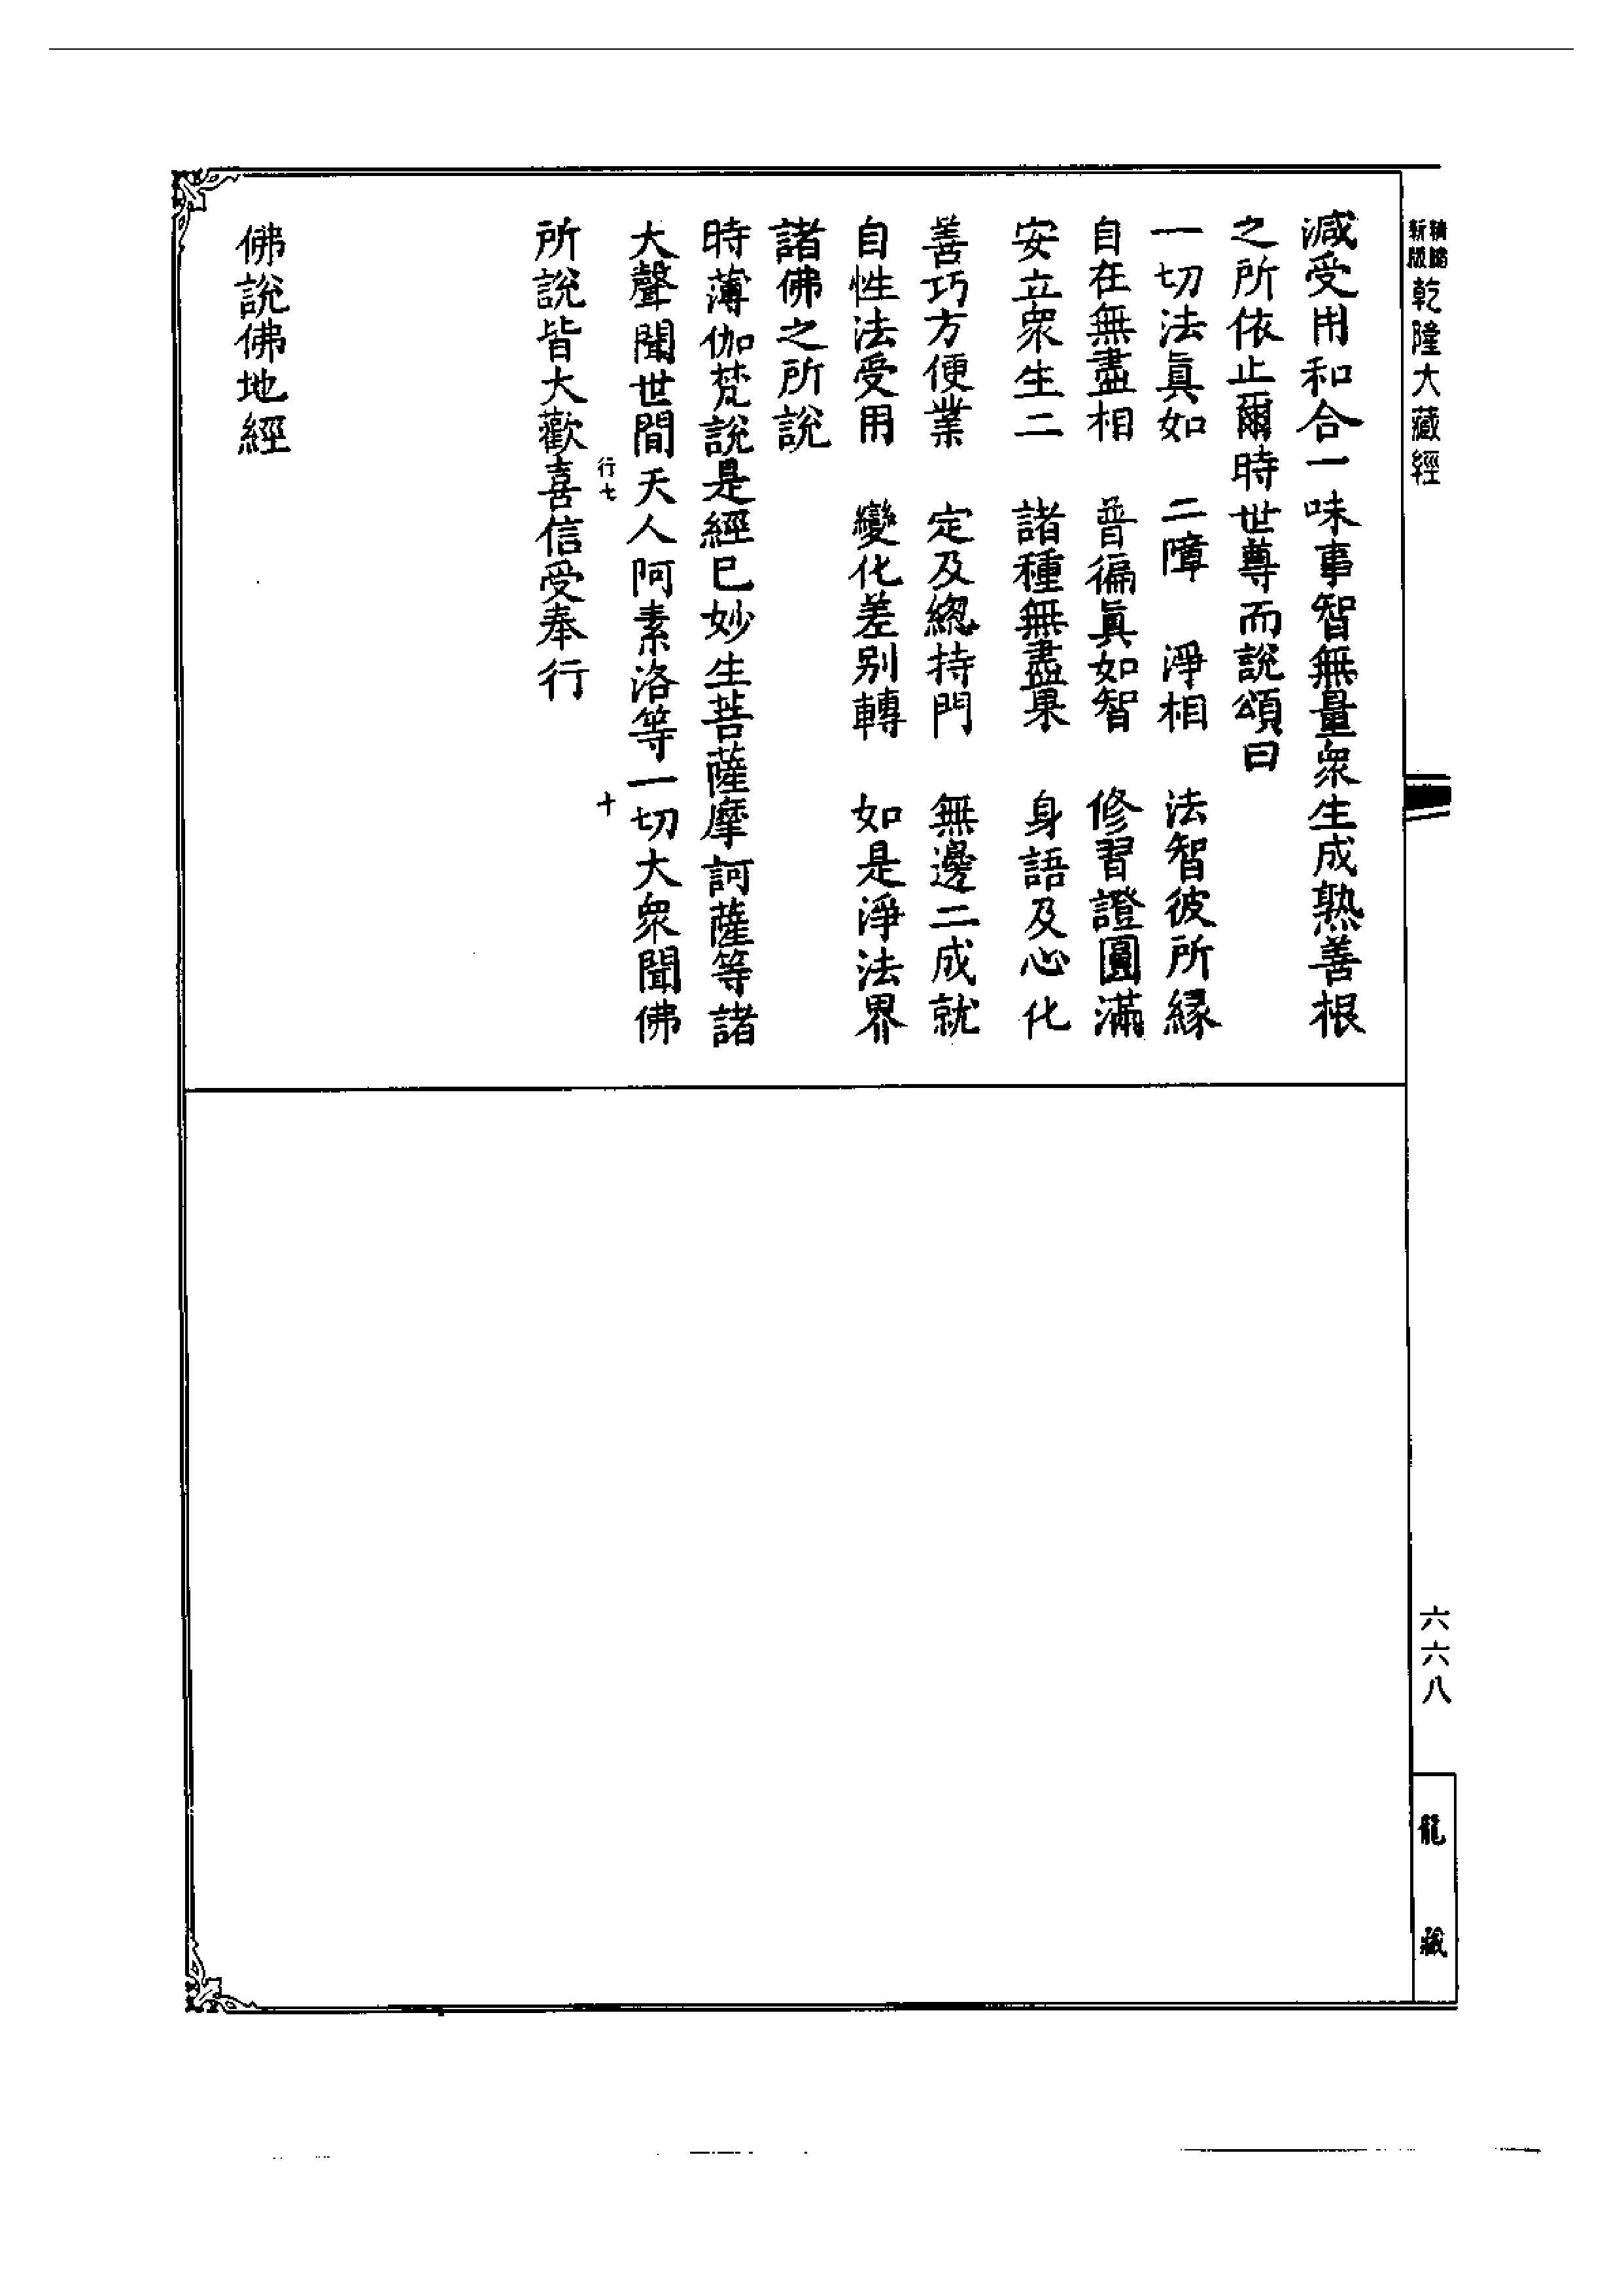 新版
精縮
乾隆大藏經
六六八
龍藏
減受用和合一味事智無量衆生成熟善根
之所依止爾時世尊而說頌曰
一切法眞如 二障 淨相 法智彼所緣
自在無盡相 普徧眞如智 修習證圓滿
安立衆生二 諸種無盡果 身語及心化
善巧方便業 定及總持門 無邊二成就
自性法受用 變化差别轉 如是淨法界
諸佛之所說
時薄伽梵說是經已妙生菩薩摩訶薩等諸
大聲聞世間天人阿素洛等一切大衆聞佛
行七 十
所說皆大歡喜信受奉行
佛說佛地經